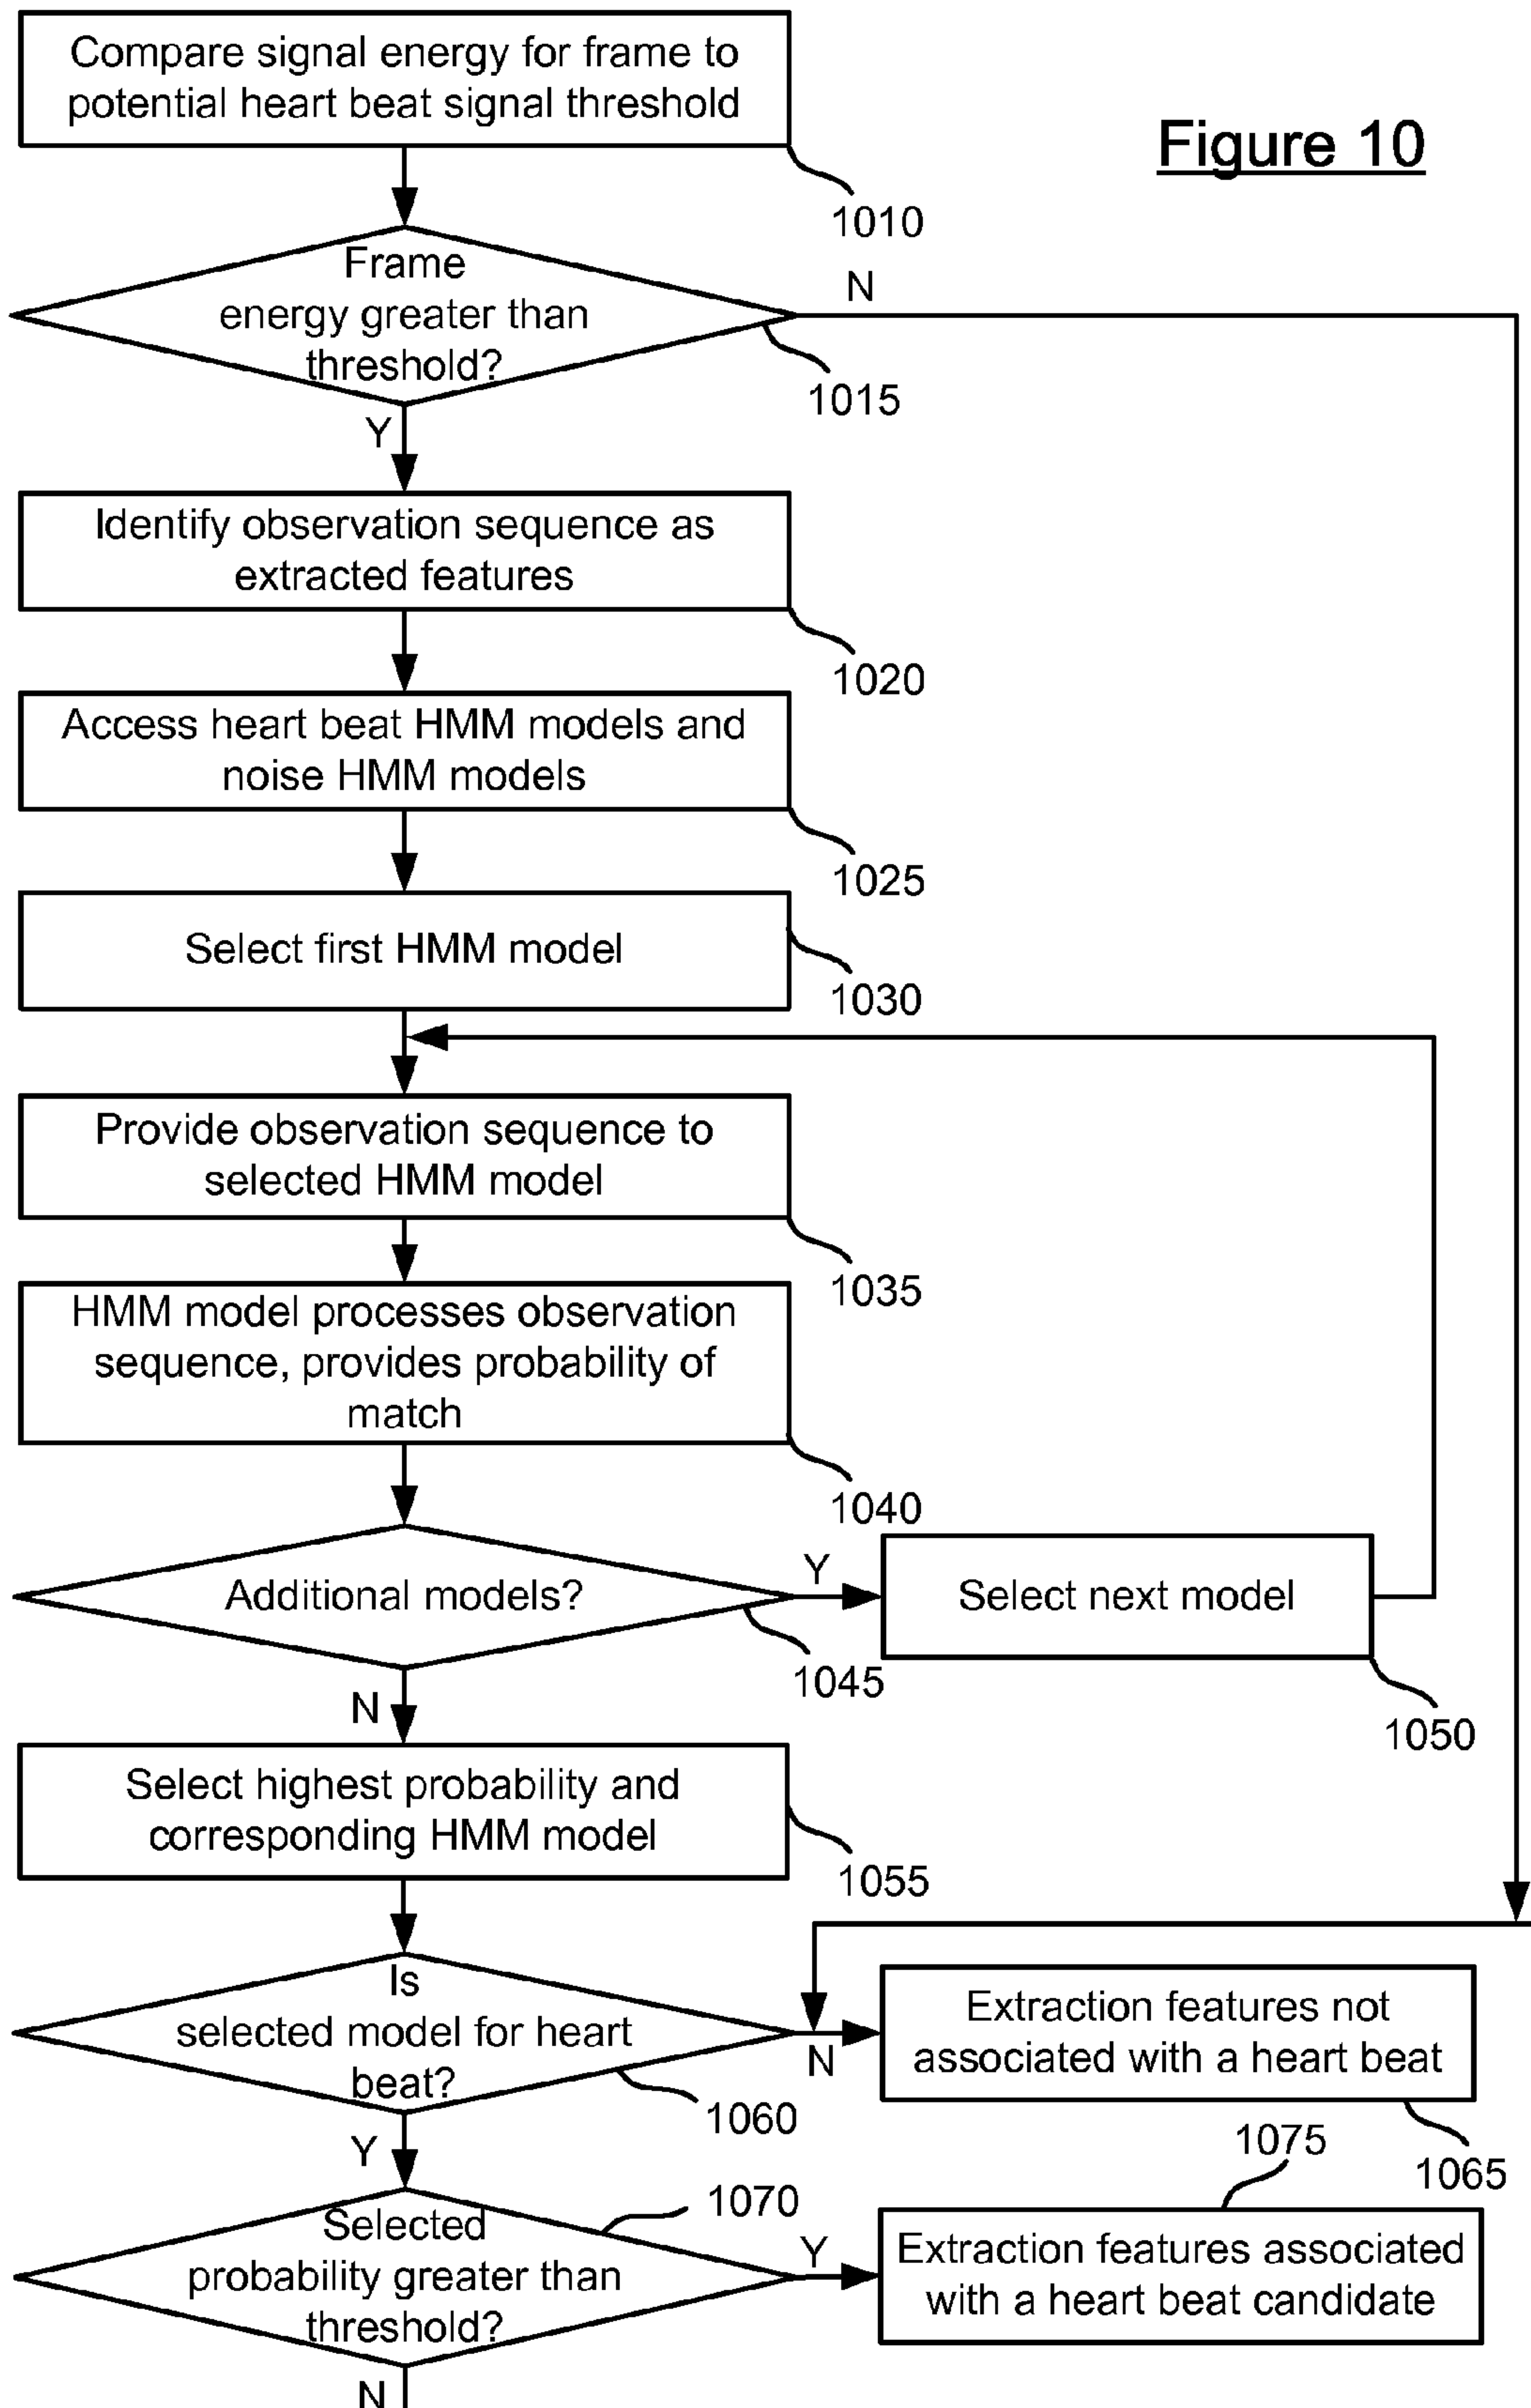 Compare signal energy for frame to
potential heart beat signal threshold
Figure 10
1010
Frame
energy greater than
threshold?
N
1015
Y
Identify observation sequence as
extracted features
1020
Access heart beat HMM models and
noise HMM models
1025
Select first HMM model
1030
Provide observation sequence to
selected HMM model
1035
HMM model processes observation
sequence, provides probability of
match
1040
Additional models?
Y
Select next model
1045
1050
N
Select highest probability and
corresponding HMM model
1055
Is
selected model for heart
beat?
N
Extraction features not
associated with a heart beat
1060
1065
Y
1075
1070
Selected
probability greater than
threshold?
Y
Extraction features associated
with a heart beat candidate
N